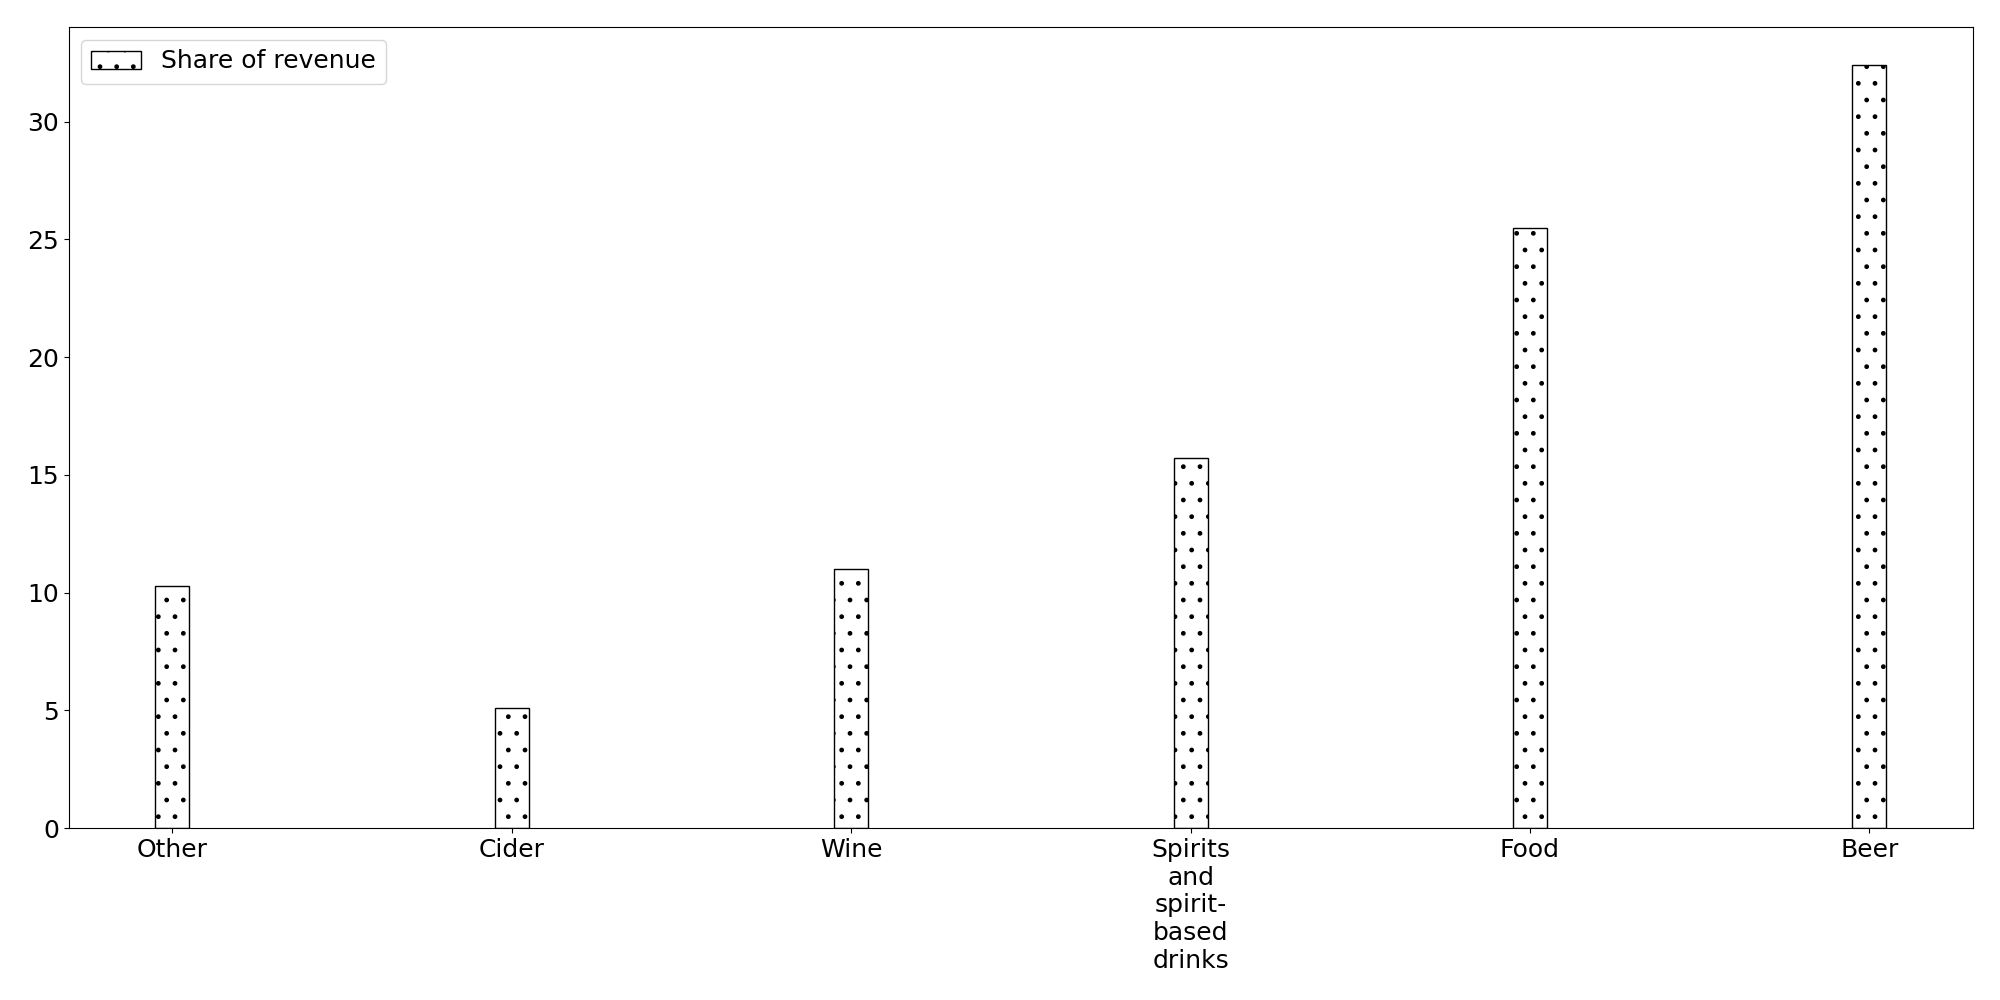 Share of revenue
30
25
20
15
10
5
0
Other
Cider
Wine
Spirits
and
spirit-
based
drinks
Food
Beer